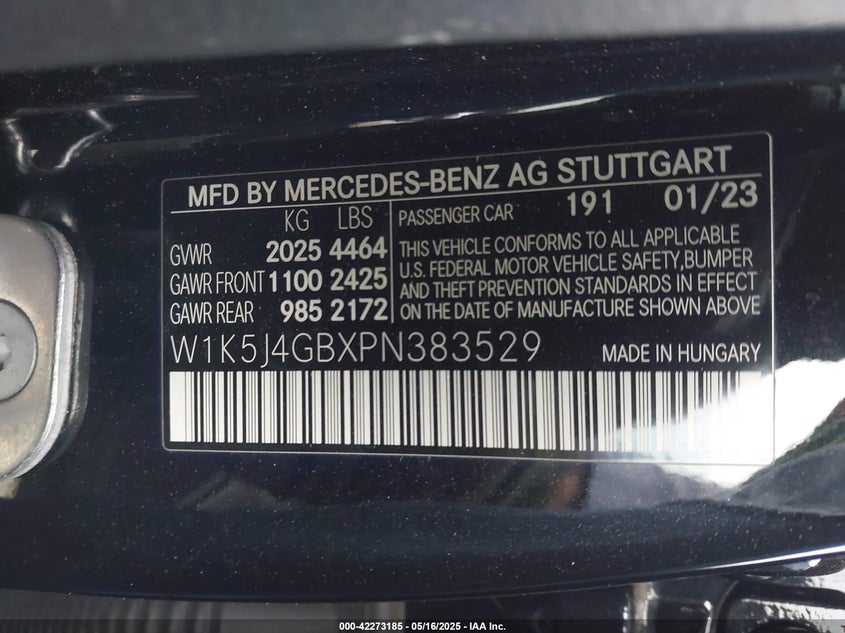 MFD BY MERCEDES-BENZ AG STUTTGART
KG LBS
GVWR 2025 4464
GAWR FRONT 1100 2425
GAWR REAR 985 2172
PASSENGER CAR 191 01/23
THIS VEHICLE CONFORMS TO ALL APPLICABLE
U.S. FEDERAL MOTOR VEHICLE SAFETY, BUMPER
AND THEFT PREVENTION STANDARDS IN EFFECT
ON THE DATE OF MANUFACTURE SHOWN ABOVE
W1K5J4GBXPN383529
MADE IN HUNGARY
000-42273185 - 05/16/2025 - IAA Inc.